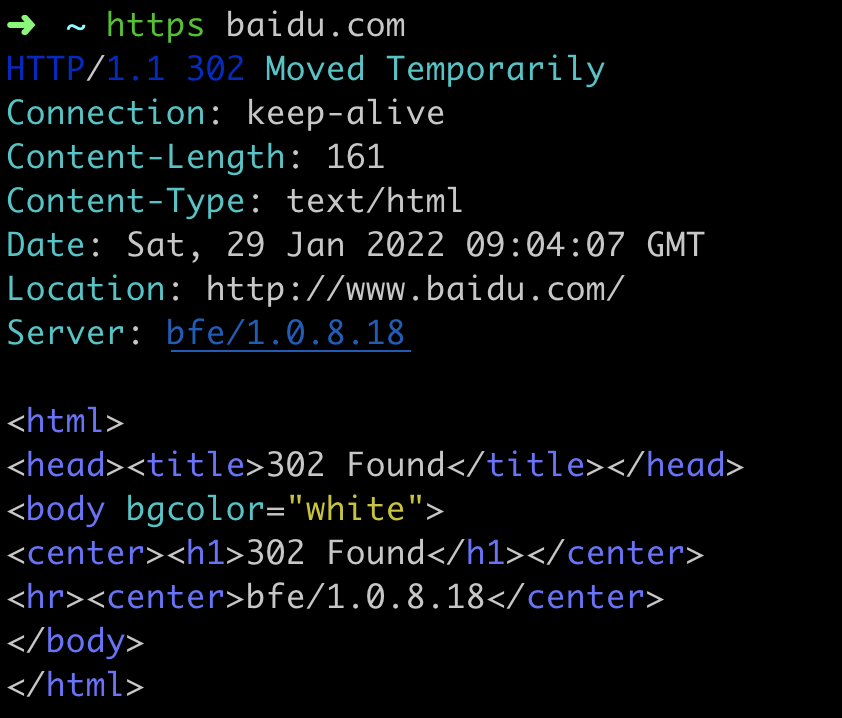 ➜ ~ https baidu.com
HTTP/1.1 302 Moved Temporarily
Connection: keep-alive
Content-Length: 161
Content-Type: text/html
Date: Sat, 29 Jan 2022 09:04:07 GMT
Location: http://www.baidu.com/
Server: bfe/1.0.8.18
<html>
<head><title>302 Found</title></head>
<body bgcolor="white">
<center><h1>302 Found</h1></center>
<hr><center>bfe/1.0.8.18</center>
</body>
</html>